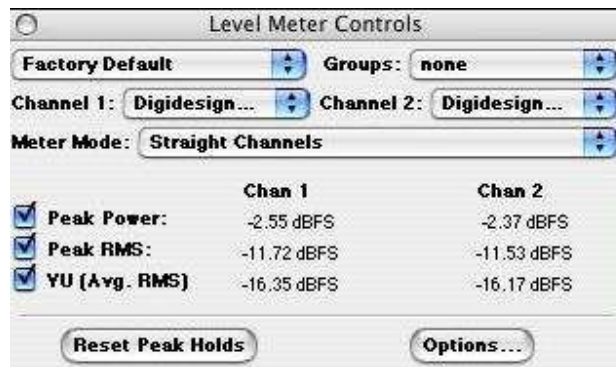 Level Meter Controls
Factory Default Groups: none
Channel 1: Digidesign... Channel 2: Digidesign...
Meter Mode: Straight Channels
Chan 1 Chan 2
Peak Power: -2.55 dBFS -2.37 dBFS
Peak RMS: -11.72 dBFS -11.53 dBFS
YU (Avg. RMS) -16.35 dBFS -16.17 dBFS
Reset Peak Holds Options...